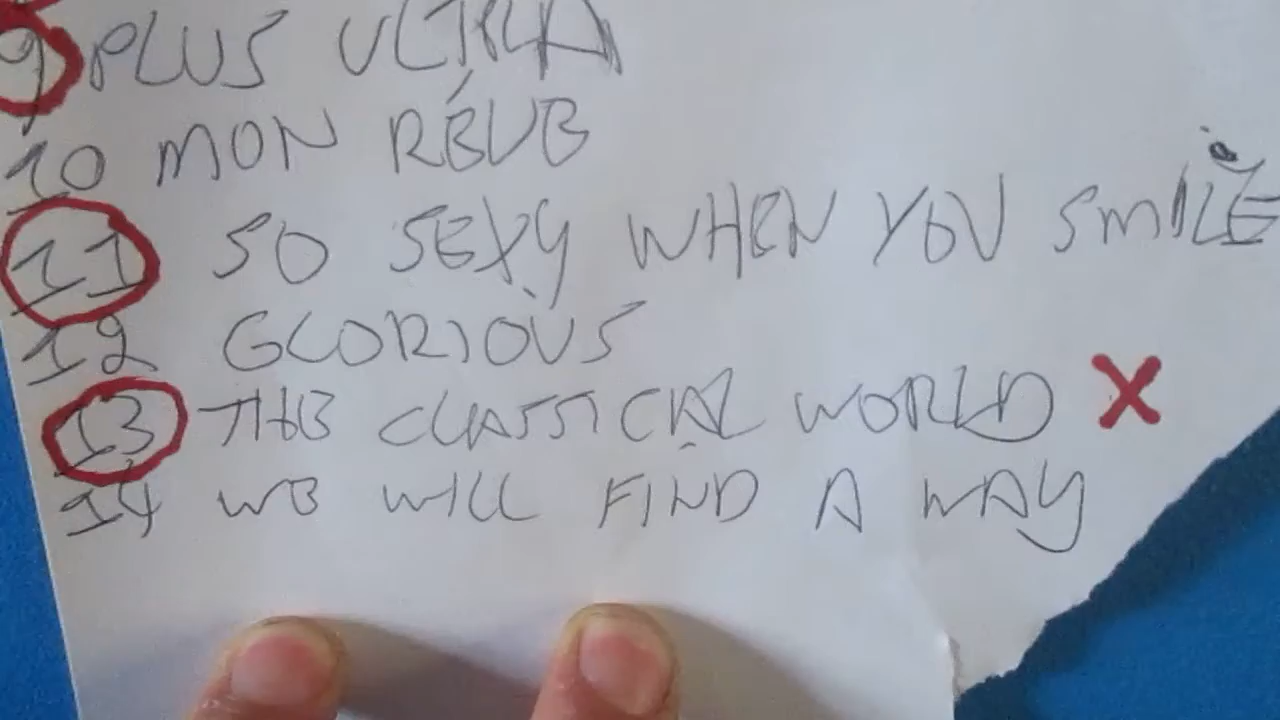 9 PLUS ULTRA
10 MON RÉVE
11 SO SEXY WHEN YOU SMILE
12 GLORIOUS
13 THE CLASSICAL WORLD X
14 WE WILL FIND A WAY